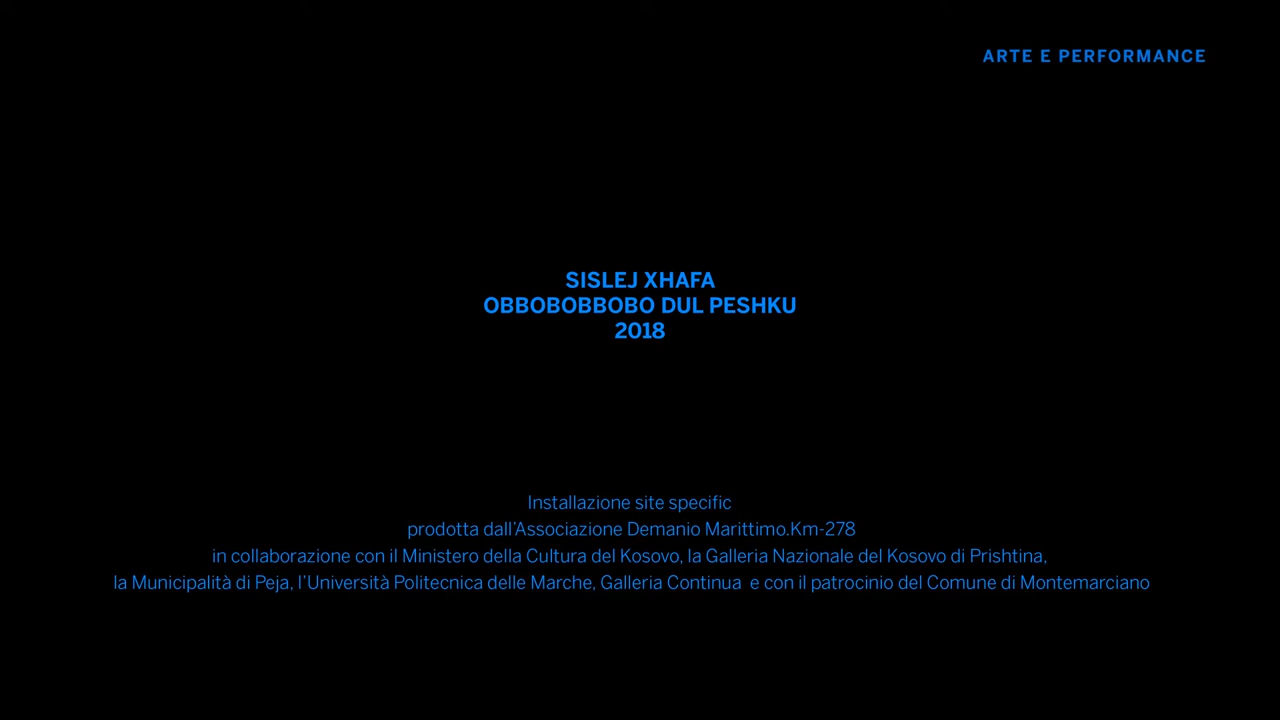 ARTE E PERFORMANCE
SISLEJ XHAFA
OBBOBOBBOBO DUL PESHKU
2018
Installazione site specific
prodotta dall'Associazione Demanio Marittimo.Km-278
in collaborazione con il Ministero della Cultura del Kosovo, la Galleria Nazionale del Kosovo di Prishtina,
la Municipalità di Peja, l'Università Politecnica delle Marche, Galleria Continua  e con il patrocinio del Comune di Montemarciano